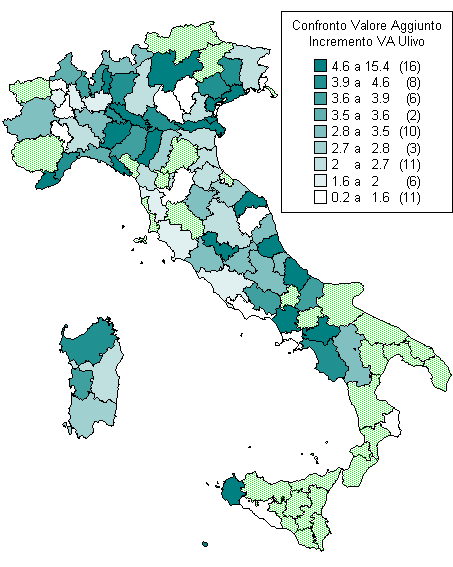 Confronto Valore Aggiunto
Incremento VA Ulivo
4.6 a 15.4 (16)
3.9 a 4.6 (8)
3.6 a 3.9 (6)
3.5 a 3.6 (2)
2.8 a 3.5 (10)
2.7 a 2.8 (3)
2 a 2.7 (11)
1.6 a 2 (6)
0.2 a 1.6 (11)